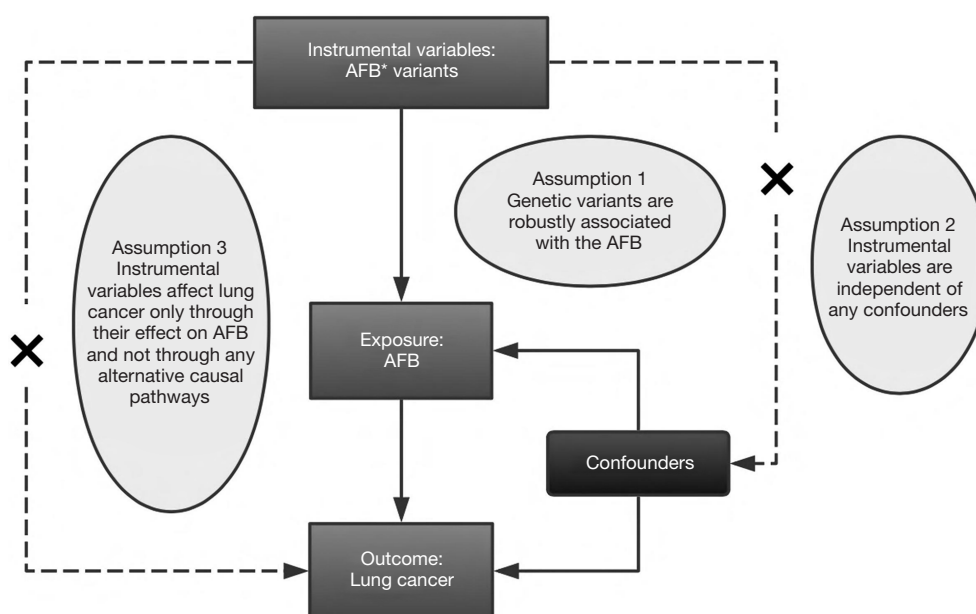 Instrumental variables:
AFB* variants
Assumption 1
Genetic variants are
robustly associated
with the AFB
Assumption 2
Instrumental
variables are
independent of
any confounders
Assumption 3
Instrumental
variables affect lung
cancer only through
their effect on AFB
and not through any
alternative causal
pathways
Exposure:
AFB
Confounders
Outcome:
Lung cancer